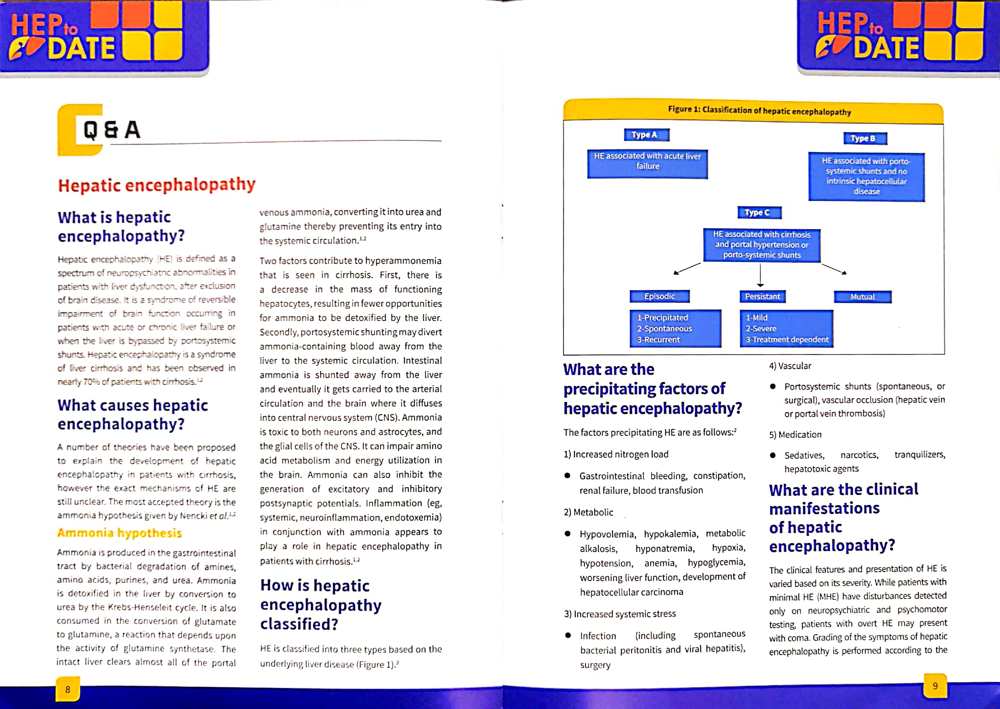 HEP to
DATE
Q & A
Hepatic encephalopathy
What is hepatic
encephalopathy?
Hepatic encephalopathy (HE) is defined as a
spectrum of neuropsychiatric abnormalities in
patients with liver dysfunction, after exclusion
of brain disease. It is a syndrome of reversible
impairment of brain function occurring in
patients with acute or chronic liver failure or
when the liver is bypassed by portosystemic
shunts. Hepatic encephalopathy is a syndrome
of liver cirrhosis and has been observed in
nearly 70% of patients with cirrhosis.1,2
What causes hepatic
encephalopathy?
A number of theories have been proposed
to explain the development of hepatic
encephalopathy in patients with cirrhosis,
however the exact mechanisms of HE are
still unclear. The most accepted theory is the
ammonia hypothesis given by Nencki et al.1,2
Ammonia hypothesis
Ammonia is produced in the gastrointestinal
tract by bacterial degradation of amines,
amino acids, purines, and urea. Ammonia
is detoxified in the liver by conversion to
urea by the Krebs-Henseleit cycle. It is also
consumed in the conversion of glutamate
to glutamine, a reaction that depends upon
the activity of glutamine synthetase. The
intact liver clears almost all of the portal
venous ammonia, converting it into urea and
glutamine thereby preventing its entry into
the systemic circulation.1,2
Two factors contribute to hyperammonemia
that is seen in cirrhosis. First, there is
a decrease in the mass of functioning
hepatocytes, resulting in fewer opportunities
for ammonia to be detoxified by the liver.
Secondly, portosystemic shunting may divert
ammonia-containing blood away from the
liver to the systemic circulation. Intestinal
ammonia is shunted away from the liver
and eventually it gets carried to the arterial
circulation and the brain where it diffuses
into central nervous system (CNS). Ammonia
is toxic to both neurons and astrocytes, and
the glial cells of the CNS. It can impair amino
acid metabolism and energy utilization in
the brain. Ammonia can also inhibit the
generation of excitatory and inhibitory
postsynaptic potentials. Inflammation (eg,
systemic, neuroinflammation, endotoxemia)
in conjunction with ammonia appears to
play a role in hepatic encephalopathy in
patients with cirrhosis.1,2
How is hepatic
encephalopathy
classified?
HE is classified into three types based on the
underlying liver disease (Figure 1).2
8
HEP to
DATE
Figure 1: Classification of hepatic encephalopathy
Type A
HE associated with acute liver
failure
Type B
HE associated with porto-
systemic shunts and no
intrinsic hepatocellular
disease
Type C
HE associated with cirrhosis
and portal hypertension or
porto-systemic shunts
Episodic
1-Precipitated
2-Spontaneous
3-Recurrent
Persistant
1-Mild
2-Severe
3-Treatment dependent
Mutual
What are the
precipitating factors of
hepatic encephalopathy?
The factors precipitating HE are as follows:2
1) Increased nitrogen load
● Gastrointestinal bleeding, constipation,
renal failure, blood transfusion
2) Metabolic
● Hypovolemia, hypokalemia, metabolic
alkalosis, hyponatremia, hypoxia,
hypotension, anemia, hypoglycemia,
worsening liver function, development of
hepatocellular carcinoma
3) Increased systemic stress
● Infection (including spontaneous
bacterial peritonitis and viral hepatitis),
surgery
4) Vascular
● Portosystemic shunts (spontaneous, or
surgical), vascular occlusion (hepatic vein
or portal vein thrombosis)
5) Medication
● Sedatives, narcotics, tranquilizers,
hepatotoxic agents
What are the clinical
manifestations
of hepatic
encephalopathy?
The clinical features and presentation of HE is
varied based on its severity. While patients with
minimal HE (MHE) have disturbances detected
only on neuropsychiatric and psychomotor
testing, patients with overt HE may present
with coma. Grading of the symptoms of hepatic
encephalopathy is performed according to the
9